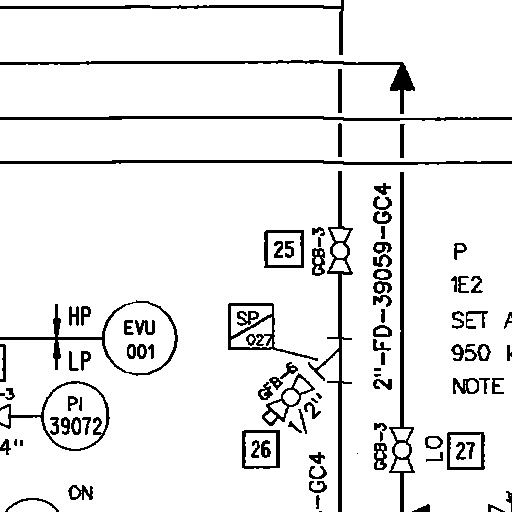 2"-FD-39059-GC4
25
GCB-3
P
1E2
SET
950
NOTE
HP
LP
EVU
001
SP
027
PI
39072
-3
4"
GFB-6
1/2"
26
GCB-3
LO
27
-GC4
ON